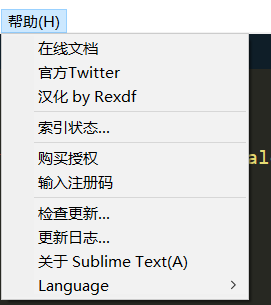 帮助(H)
在线文档
官方Twitter
汉化 by Rexdf
索引状态...
购买授权
al
输入注册码
检查更新...
更新日志...
关于 Sublime Text(A)
Language